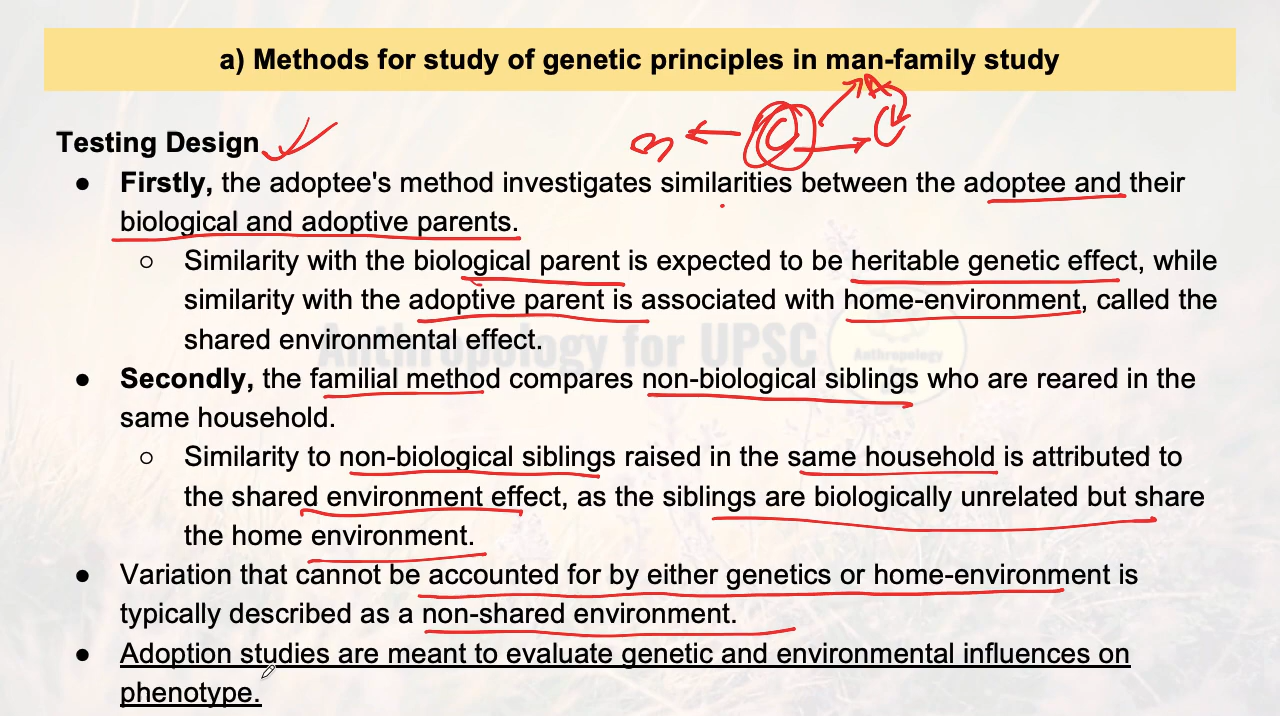 a) Methods for study of genetic principles in man-family study
B
A
C
C
Testing Design
● Firstly, the adoptee's method investigates similarities between the adoptee and their
biological and adoptive parents.
○ Similarity with the biological parent is expected to be heritable genetic effect, while
similarity with the adoptive parent is associated with home-environment, called the
shared environmental effect.
Anthropology for UPSC
Anthropology
● Secondly, the familial method compares non-biological siblings who are reared in the
same household.
○ Similarity to non-biological siblings raised in the same household is attributed to
the shared environment effect, as the siblings are biologically unrelated but share
the home environment.
● Variation that cannot be accounted for by either genetics or home-environment is
typically described as a non-shared environment.
● Adoption studies are meant to evaluate genetic and environmental influences on
phenotype.